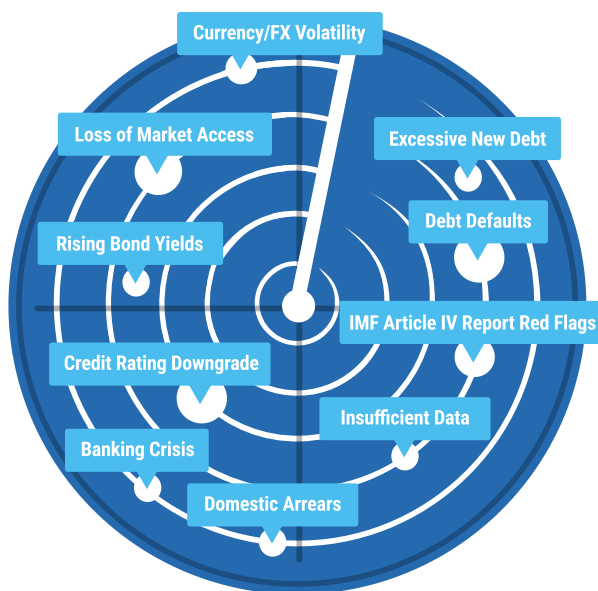 Currency/FX Volatility
Loss of Market Access
Excessive New Debt
Debt Defaults
Rising Bond Yields
IMF Article IV Report Red Flags
Credit Rating Downgrade
Insufficient Data
Banking Crisis
Domestic Arrears